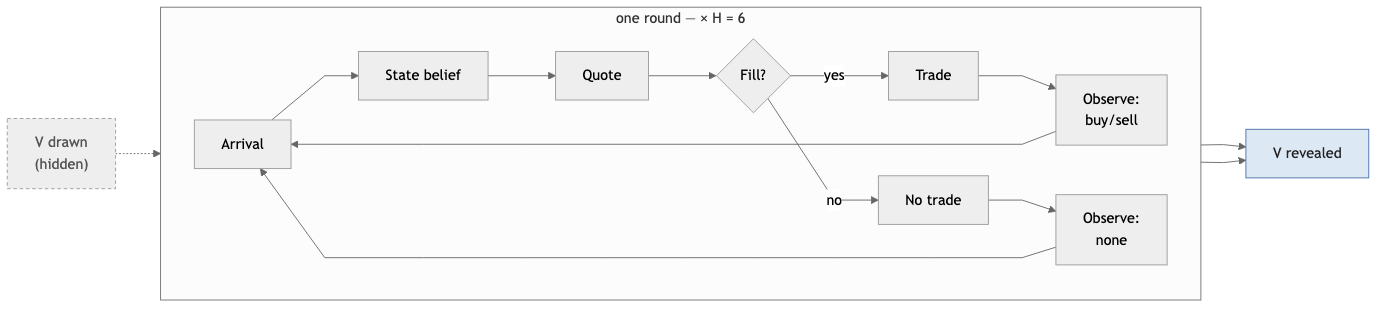 one round — × H = 6
V drawn
(hidden)
Arrival
State belief
Quote
Fill?
yes
Trade
Observe:
buy/sell
no
No trade
Observe:
none
V revealed